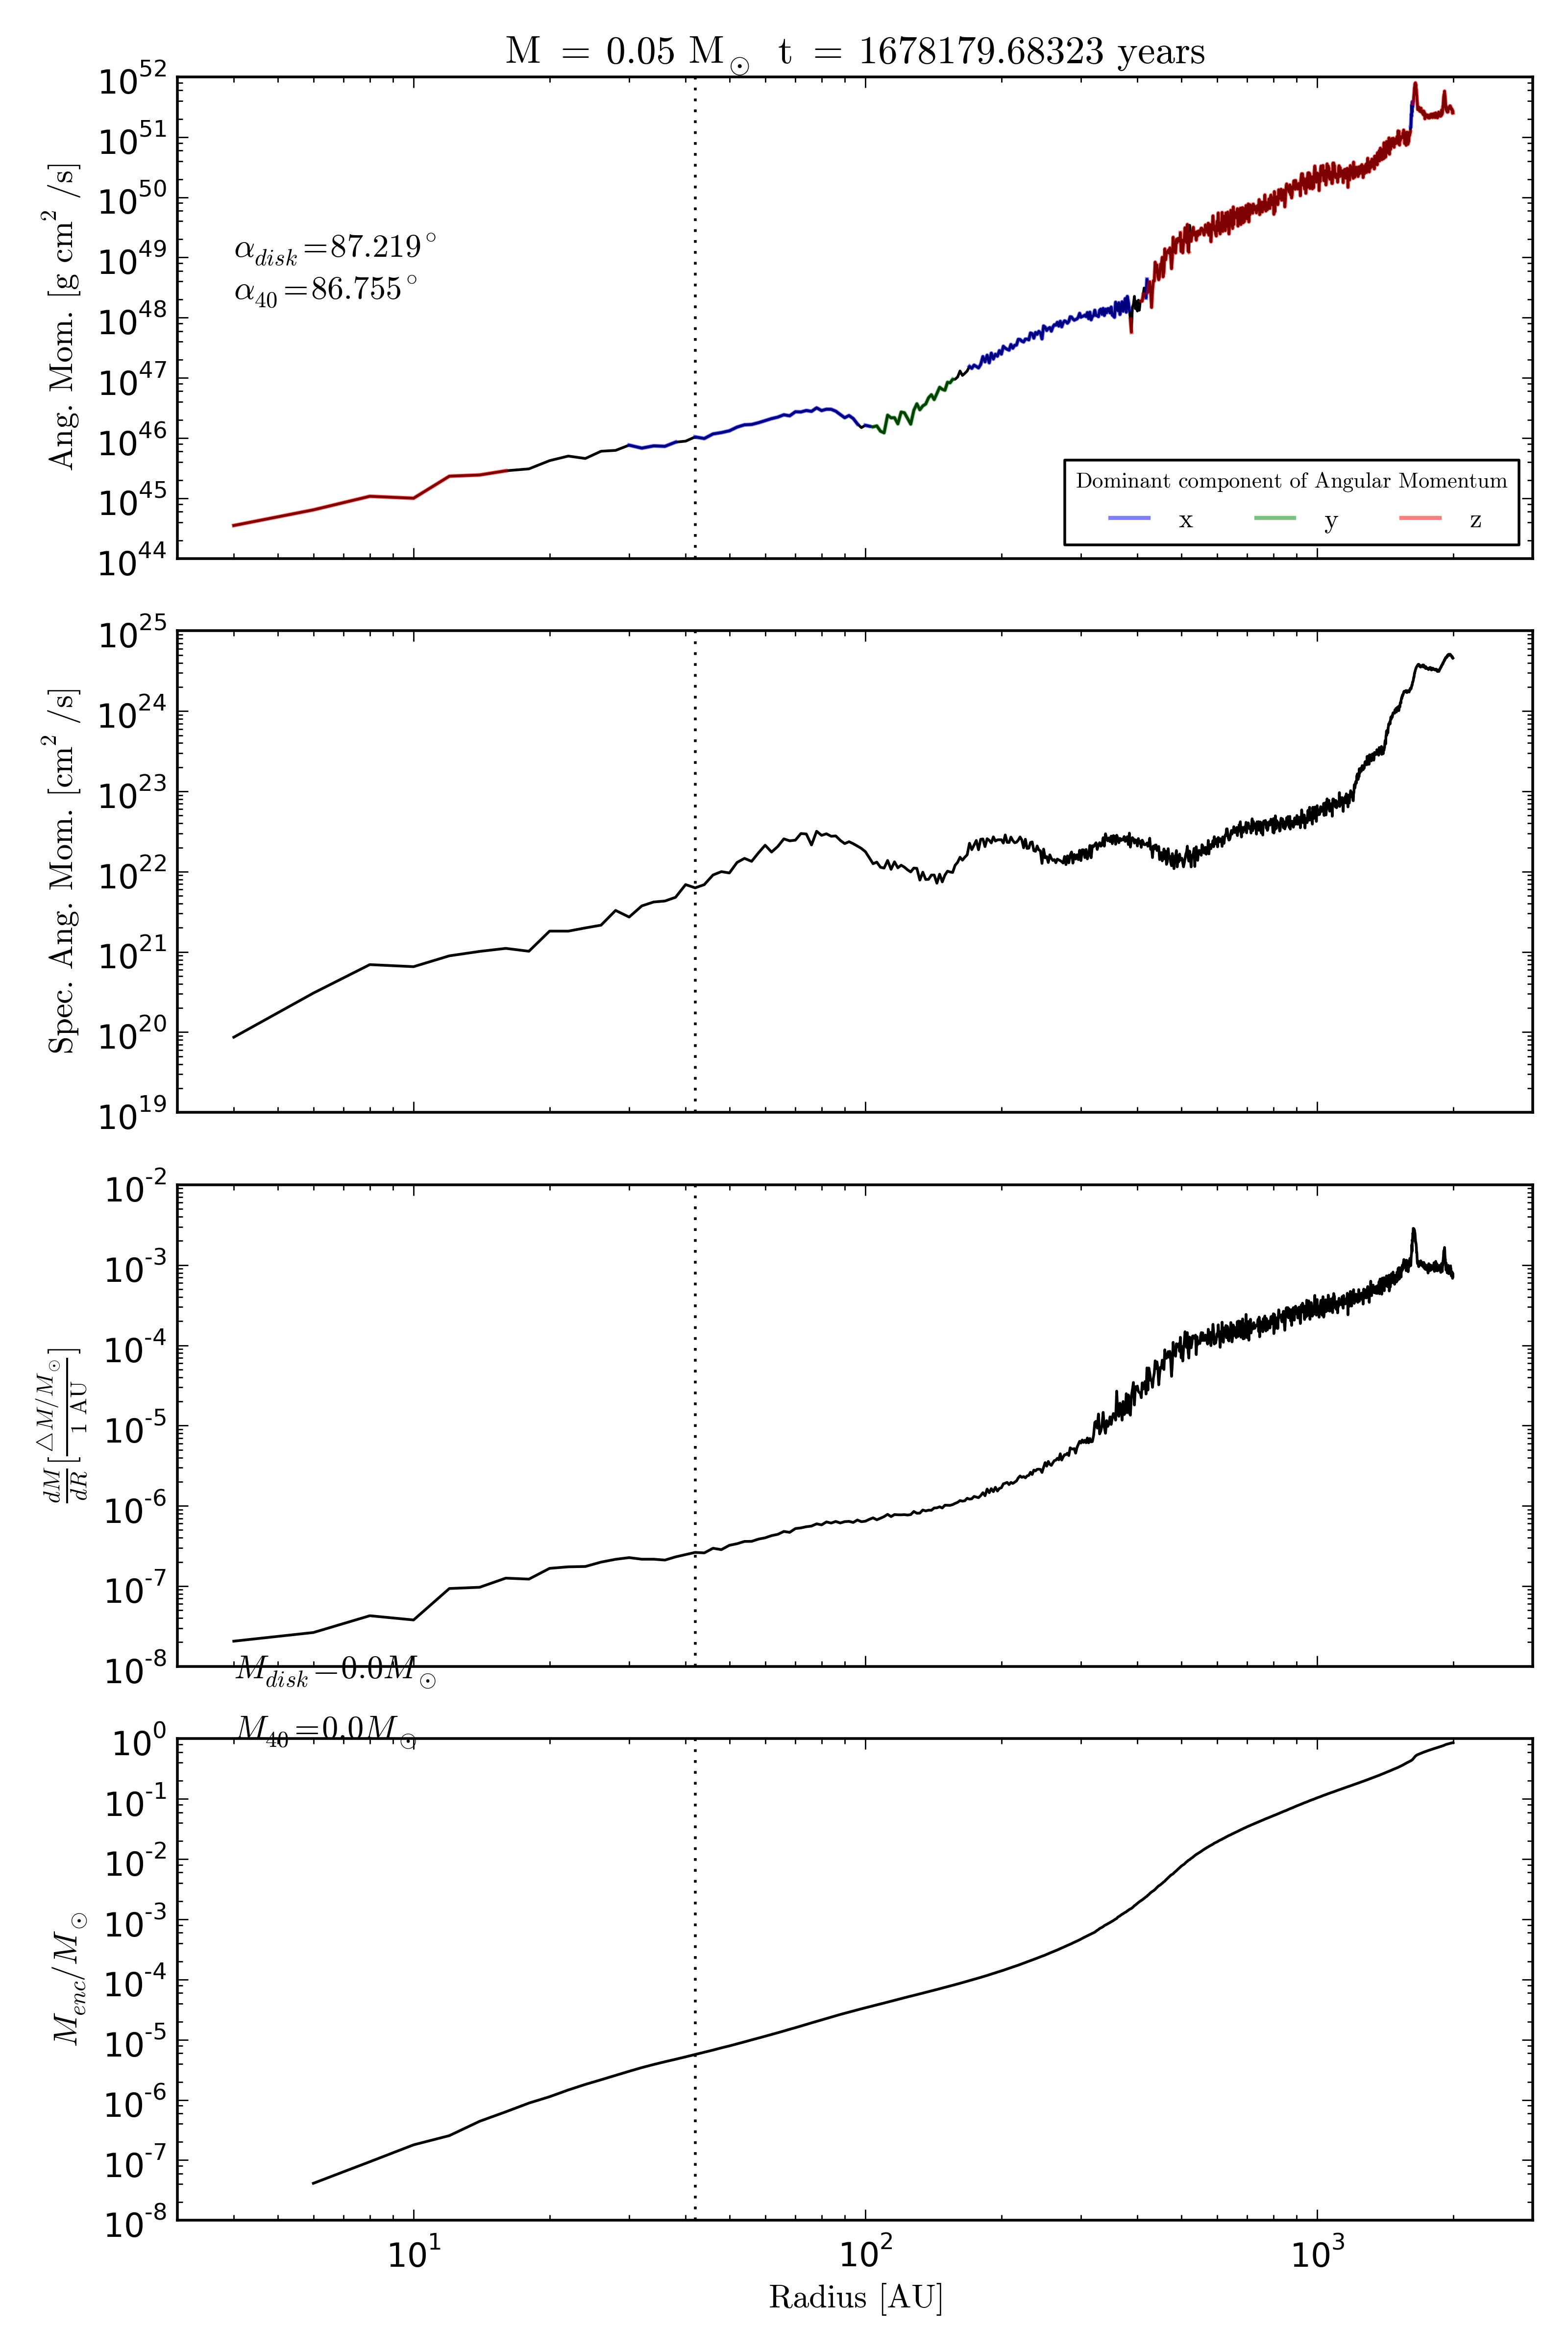 M = 0.05 M⊙ t = 1678179.68323 years
10^52
10^51
10^50
10^49
10^48
10^47
10^46
10^45
10^44
Ang. Mom. [g cm^2 /s]
α_disk=87.219°
α_40=86.755°
Dominant component of Angular Momentum
x y z
10^25
10^24
10^23
10^22
10^21
10^20
10^19
Spec. Ang. Mom. [cm^2 /s]
10^-2
10^-3
10^-4
10^-5
10^-6
10^-7
10^-8
dM/dR [△M/M⊙ / 1 AU]
M_disk=0.0M⊙
M_40=0.0M⊙
10^0
10^-1
10^-2
10^-3
10^-4
10^-5
10^-6
10^-7
10^-8
M_enc/M⊙
10^1 10^2 10^3
Radius [AU]